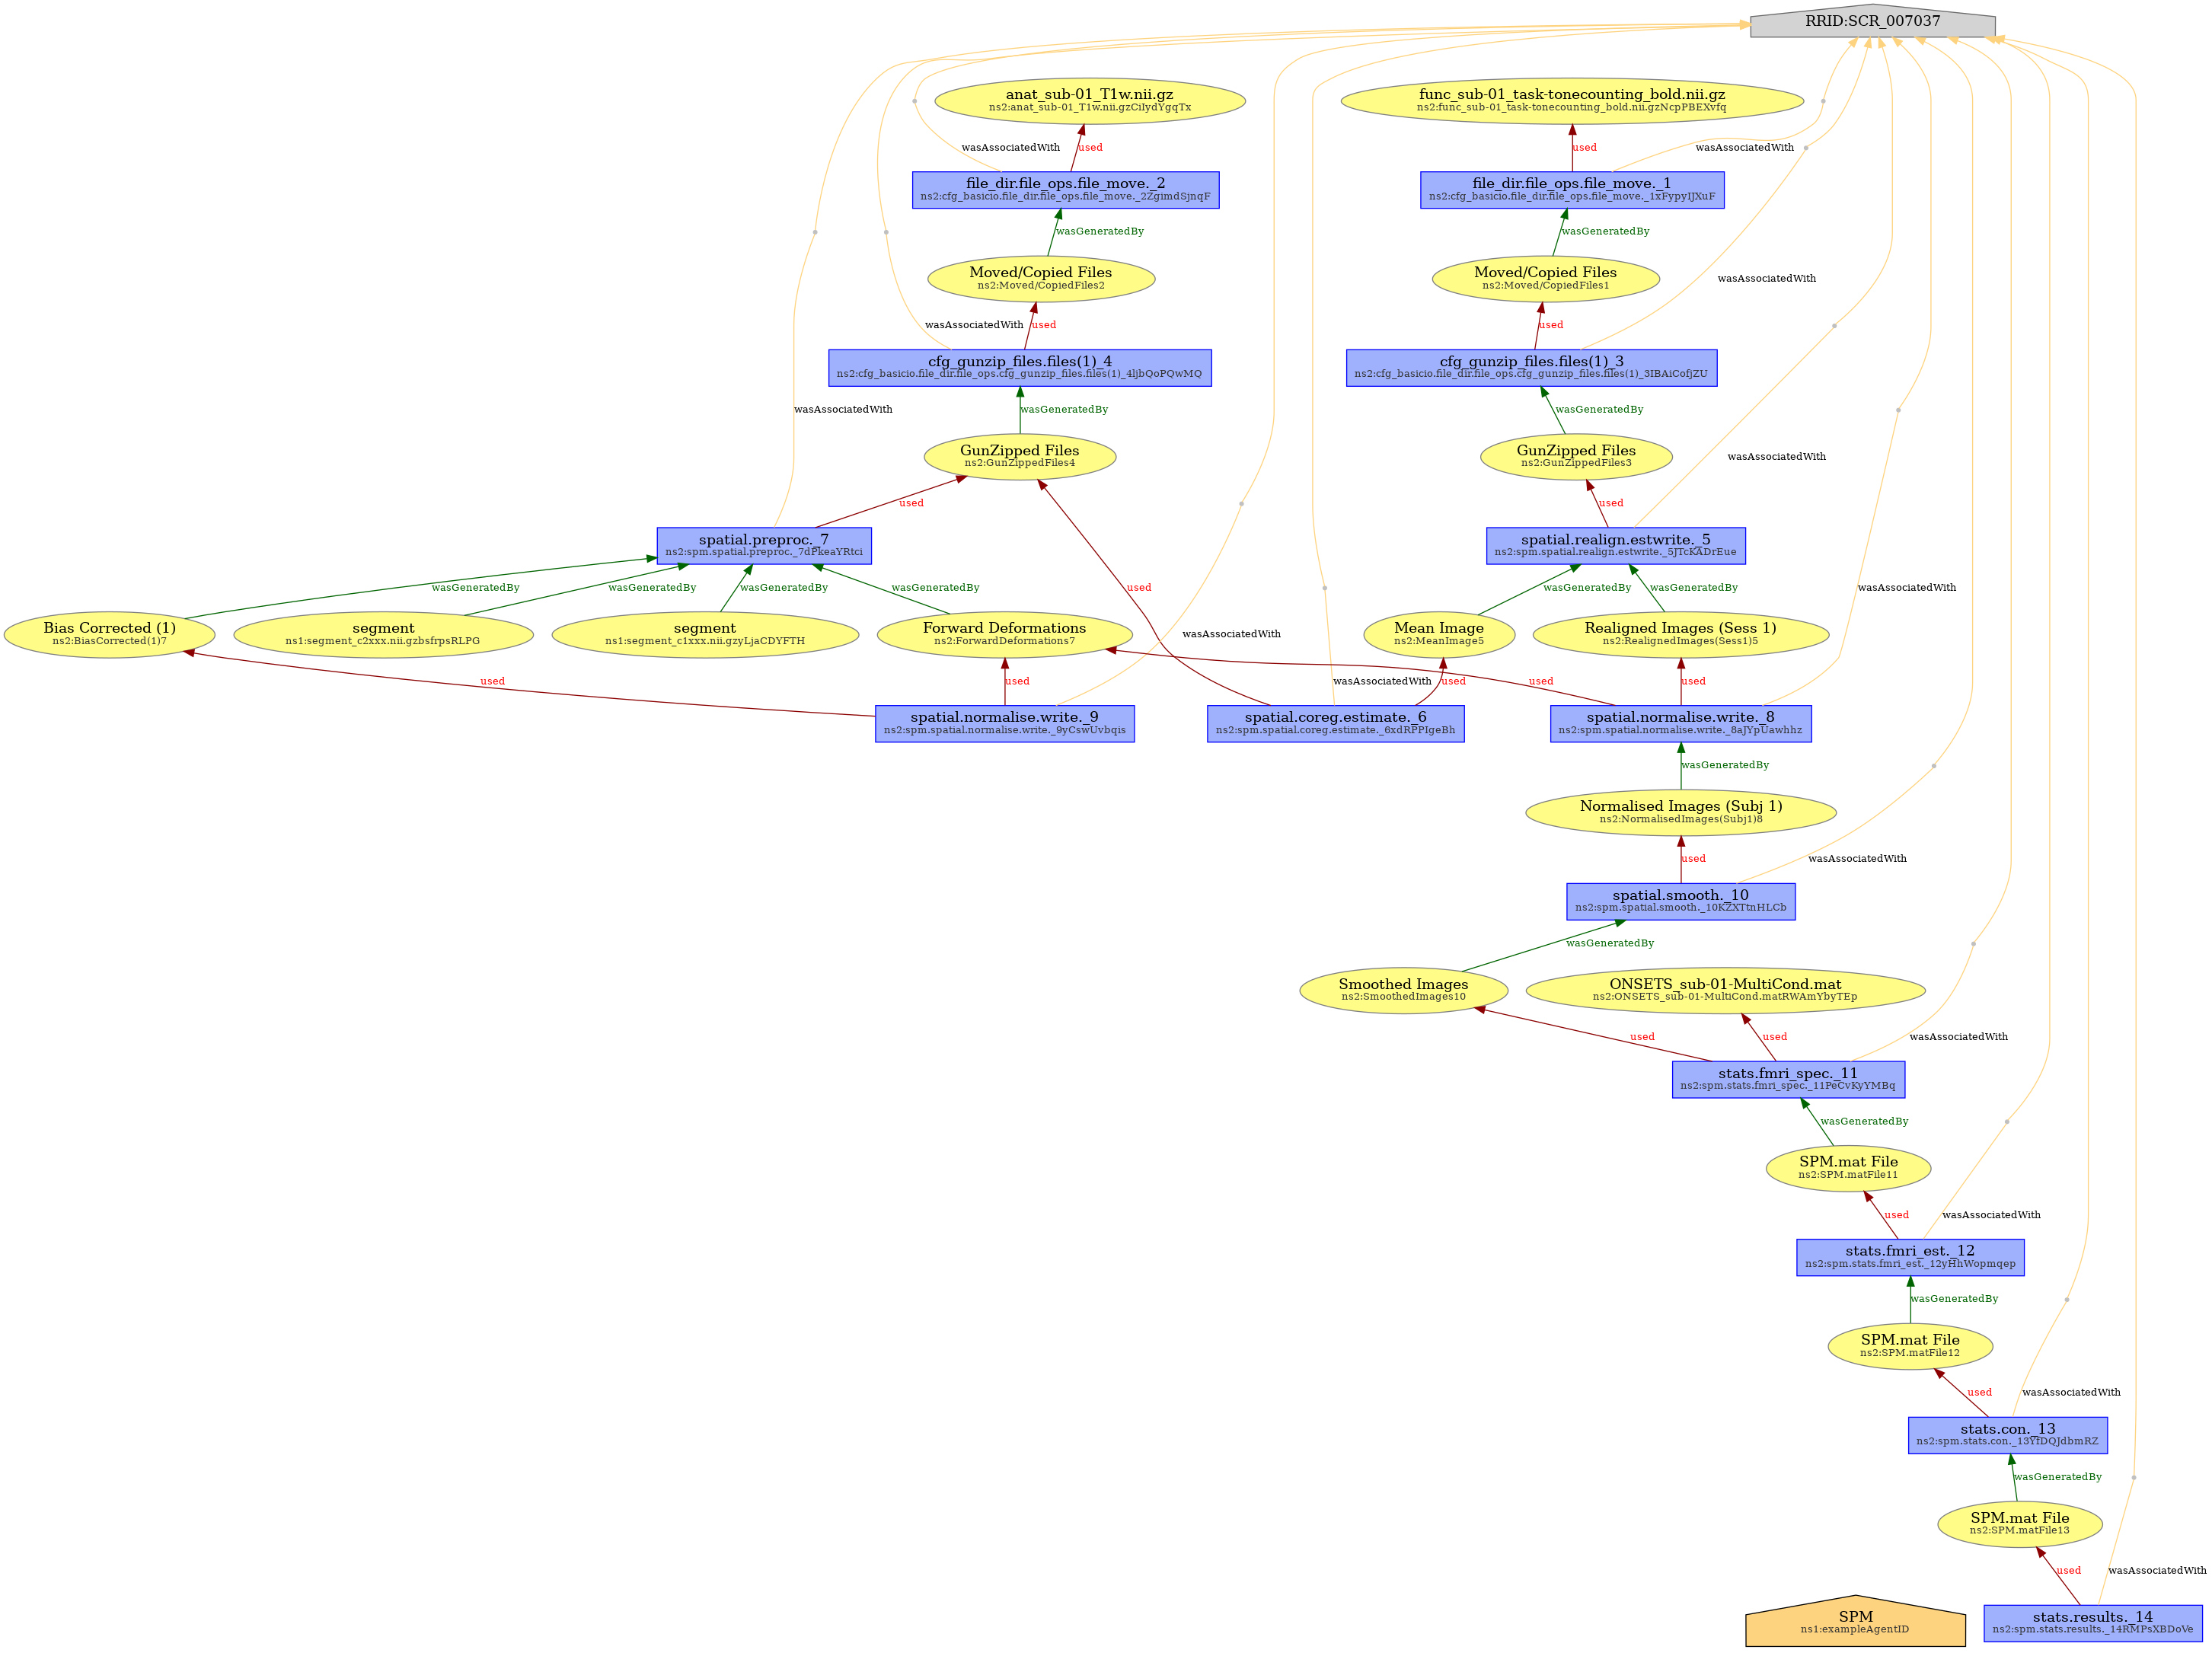 RRID:SCR_007037
anat_sub-01_T1w.nii.gz
ns2:anat_sub-01_T1w.nii.gzCiIydYgqTx
func_sub-01_task-tonecounting_bold.nii.gz
ns2:func_sub-01_task-tonecounting_bold.nii.gzNcpPBEXvfq
wasAssociatedWith
used
used
wasAssociatedWith
file_dir.file_ops.file_move._2
ns2:cfg_basicio.file_dir.file_ops.file_move._2ZgimdSjnqF
file_dir.file_ops.file_move._1
ns2:cfg_basicio.file_dir.file_ops.file_move._1xFypyIJXuF
wasGeneratedBy
wasGeneratedBy
Moved/Copied Files
ns2:Moved/CopiedFiles2
Moved/Copied Files
ns2:Moved/CopiedFiles1
wasAssociatedWith
wasAssociatedWith
used
used
cfg_gunzip_files.files(1)_4
ns2:cfg_basicio.file_dir.file_ops.cfg_gunzip_files.files(1)_4ljbQoPQwMQ
cfg_gunzip_files.files(1)_3
ns2:cfg_basicio.file_dir.file_ops.cfg_gunzip_files.files(1)_3IBAiCofjZU
wasAssociatedWith
wasGeneratedBy
wasGeneratedBy
GunZipped Files
ns2:GunZippedFiles4
GunZipped Files
ns2:GunZippedFiles3
wasAssociatedWith
used
used
spatial.preproc._7
ns2:spm.spatial.preproc._7dPkeaYRtci
spatial.realign.estwrite._5
ns2:spm.spatial.realign.estwrite._5JTcKADrEue
wasGeneratedBy
wasGeneratedBy
wasGeneratedBy
wasGeneratedBy
used
wasGeneratedBy
wasGeneratedBy
wasAssociatedWith
Bias Corrected (1)
ns2:BiasCorrected(1)7
segment
ns1:segment_c2xxx.nii.gzbsfrpsRLPG
segment
ns1:segment_c1xxx.nii.gzyLjaCDYFTH
Forward Deformations
ns2:ForwardDeformations7
Mean Image
ns2:MeanImage5
Realigned Images (Sess 1)
ns2:RealignedImages(Sess1)5
wasAssociatedWith
used
used
wasAssociatedWith
used
used
used
spatial.normalise.write._9
ns2:spm.spatial.normalise.write._9yCswUvbqis
spatial.coreg.estimate._6
ns2:spm.spatial.coreg.estimate._6xdRPPIgeBh
spatial.normalise.write._8
ns2:spm.spatial.normalise.write._8aJYpUawhhz
wasGeneratedBy
Normalised Images (Subj 1)
ns2:NormalisedImages(Subj1)8
used
wasAssociatedWith
spatial.smooth._10
ns2:spm.spatial.smooth._10KZXTtnHLCb
wasGeneratedBy
Smoothed Images
ns2:SmoothedImages10
ONSETS_sub-01-MultiCond.mat
ns2:ONSETS_sub-01-MultiCond.matRWAmYbyTEp
used
used
wasAssociatedWith
stats.fmri_spec._11
ns2:spm.stats.fmri_spec._11PeCvKyYMBq
wasGeneratedBy
SPM.mat File
ns2:SPM.matFile11
used
wasAssociatedWith
stats.fmri_est._12
ns2:spm.stats.fmri_est._12yHhWopmqep
wasGeneratedBy
SPM.mat File
ns2:SPM.matFile12
used
wasAssociatedWith
stats.con._13
ns2:spm.stats.con._13YfDQJdbmRZ
wasGeneratedBy
SPM.mat File
ns2:SPM.matFile13
used
wasAssociatedWith
SPM
ns1:exampleAgentID
stats.results._14
ns2:spm.stats.results._14RMPsXBDoVe